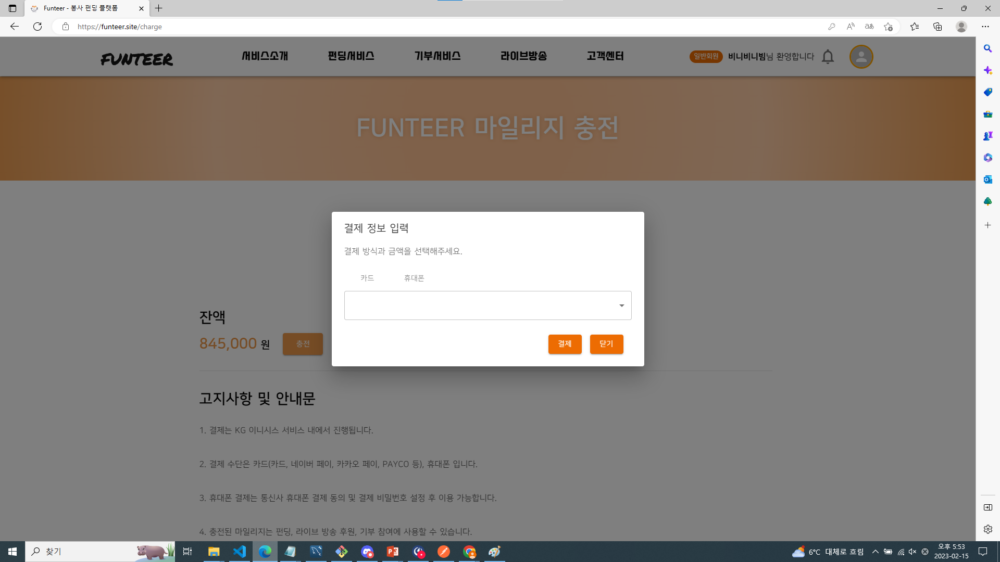 Funteer - 봉사 펀딩 플랫폼
https://funteer.site/charge
FUNTEER
서비스소개
펀딩서비스
기부서비스
라이브방송
고객센터
일반회원 비니비니빔님 환영합니다
FUNTEER 마일리지 충전
결제 정보 입력
결제 방식과 금액을 선택해주세요.
카드 휴대폰
결제 닫기
잔액
845,000 원 충전
고지사항 및 안내문
1. 결제는 KG 이니시스 서비스 내에서 진행됩니다.
2. 결제 수단은 카드(카드, 네이버 페이, 카카오 페이, PAYCO 등), 휴대폰 입니다.
3. 휴대폰 결제는 통신사 휴대폰 결제 동의 및 결제 비밀번호 설정 후 이용 가능합니다.
4. 충전된 마일리지는 펀딩, 라이브 방송 후원, 기부 참여에 사용할 수 있습니다.
찾기
6°C 대체로 흐림
오후 5:53
2023-02-15